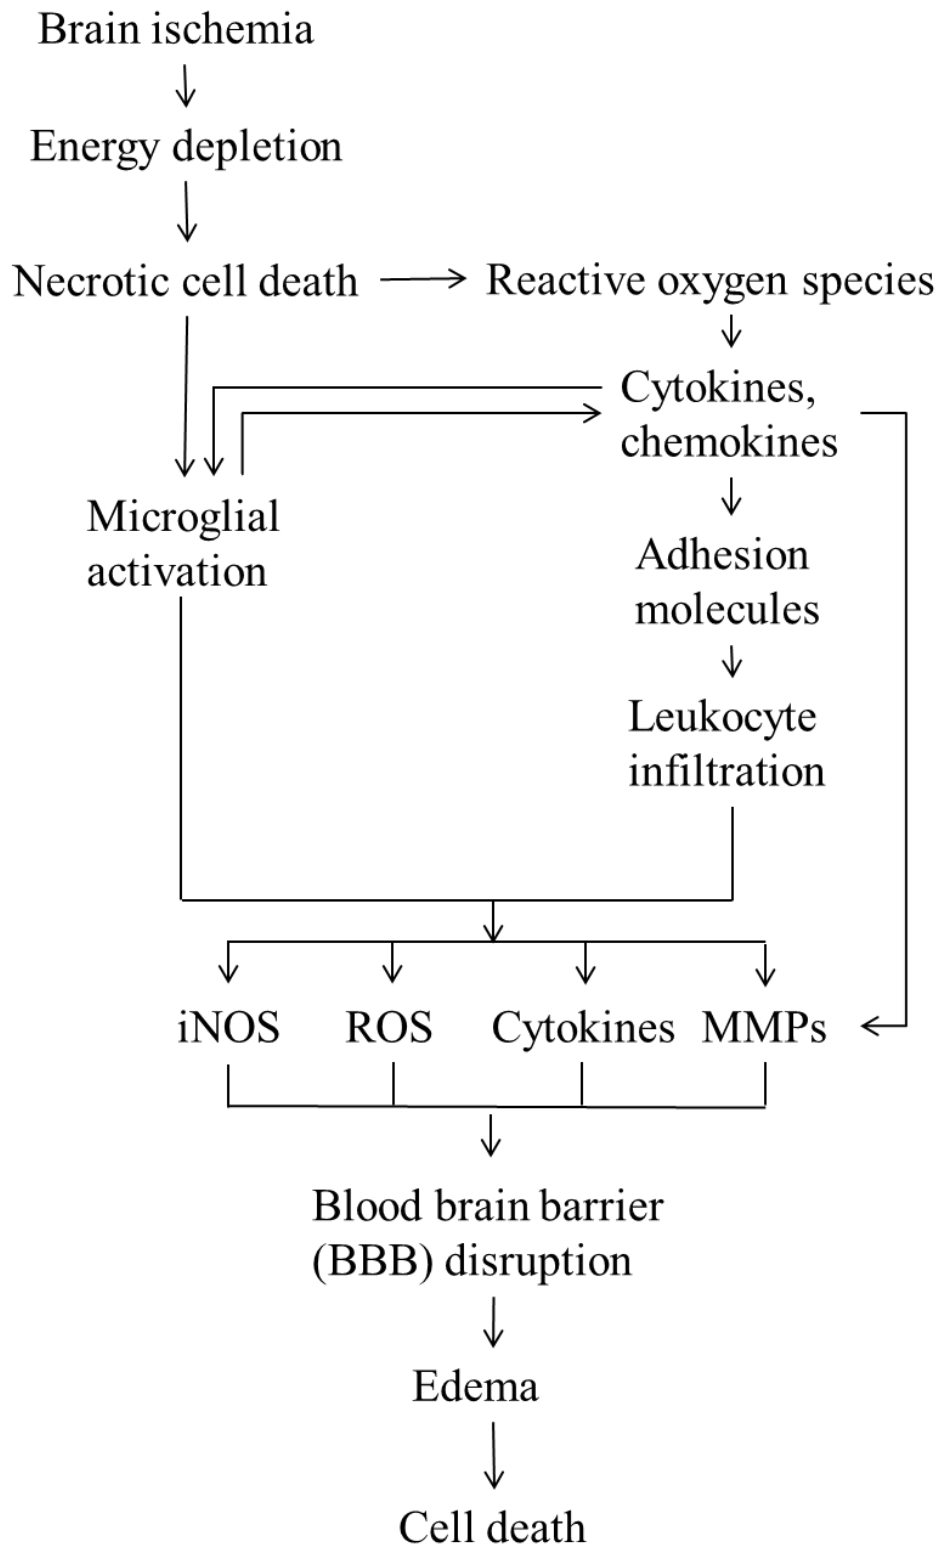 Brain ischemia
Energy depletion
Necrotic cell death
Reactive oxygen species
Cytokines,
chemokines
Microglial
activation
Adhesion
molecules
Leukocyte
infiltration
iNOS
ROS
Cytokines
MMPs
Blood brain barrier
(BBB) disruption
Edema
Cell death